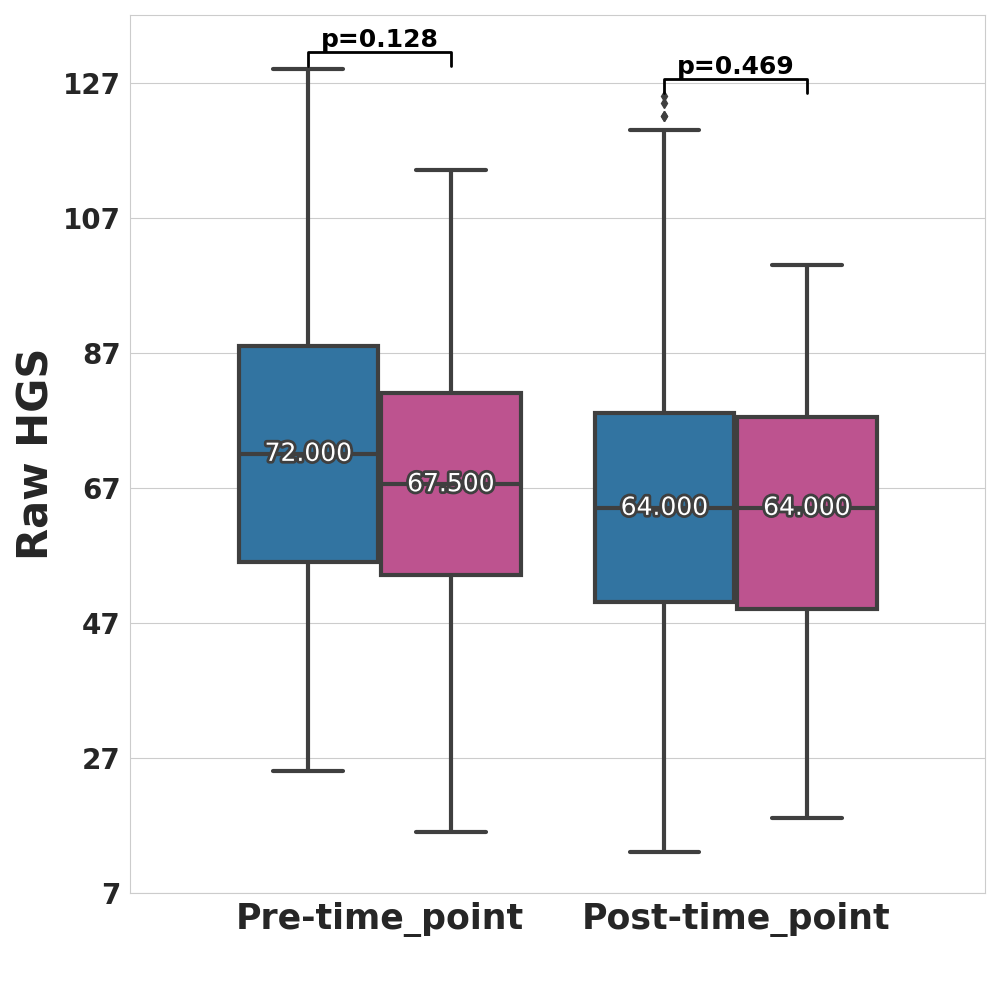 p=0.128
p=0.469
127
107
87
67
47
27
7
Raw HGS
72.000
67.500
64.000
64.000
Pre-time_point
Post-time_point